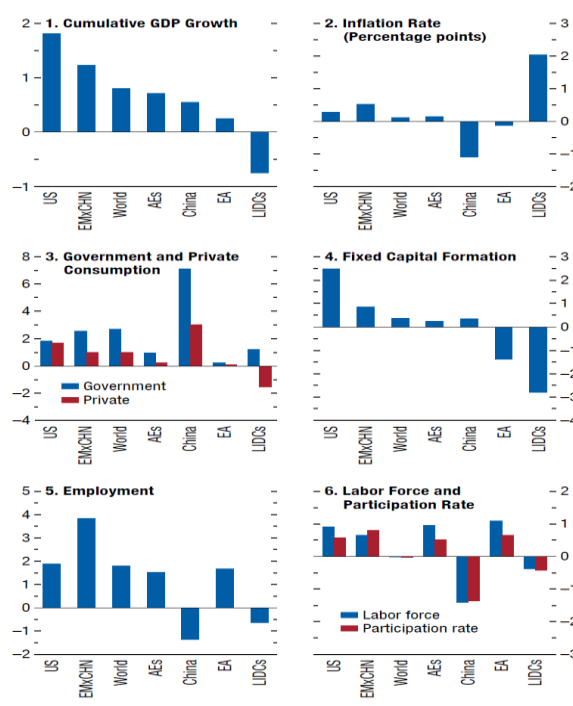 1. Cumulative GDP Growth
2
1
0
–1
US
EMxCHN
World
AEs
China
EA
LIDCs
2. Inflation Rate
(Percentage points)
3
2
1
0
–1
–2
US
EMxCHN
World
AEs
China
EA
LIDCs
3. Government and Private
Consumption
8
6
4
2
0
–2
–4
Government
Private
US
EMxCHN
World
AEs
China
EA
LIDCs
4. Fixed Capital Formation
3
2
1
0
–1
–2
–3
–4
US
EMxCHN
World
AEs
China
EA
LIDCs
5. Employment
5
4
3
2
1
0
–1
–2
US
EMxCHN
World
AEs
China
EA
LIDCs
6. Labor Force and
Participation Rate
2
1
0
–1
–2
–3
Labor force
Participation rate
US
EMxCHN
World
AEs
China
EA
LIDCs